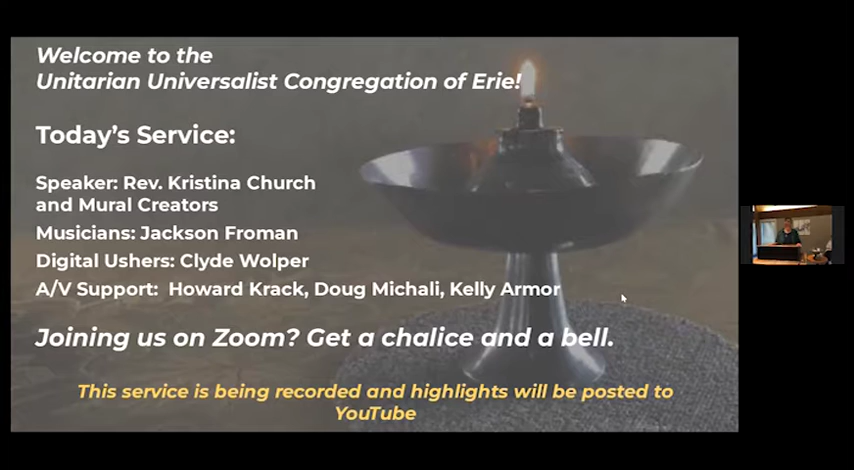 Welcome to the
Unitarian Universalist Congregation of Erie!
Today's Service:
Speaker: Rev. Kristina Church
and Mural Creators
Musicians: Jackson Froman
Digital Ushers: Clyde Wolper
A/V Support:  Howard Krack, Doug Michali, Kelly Armor
Joining us on Zoom? Get a chalice and a bell.
This service is being recorded and highlights will be posted to
YouTube